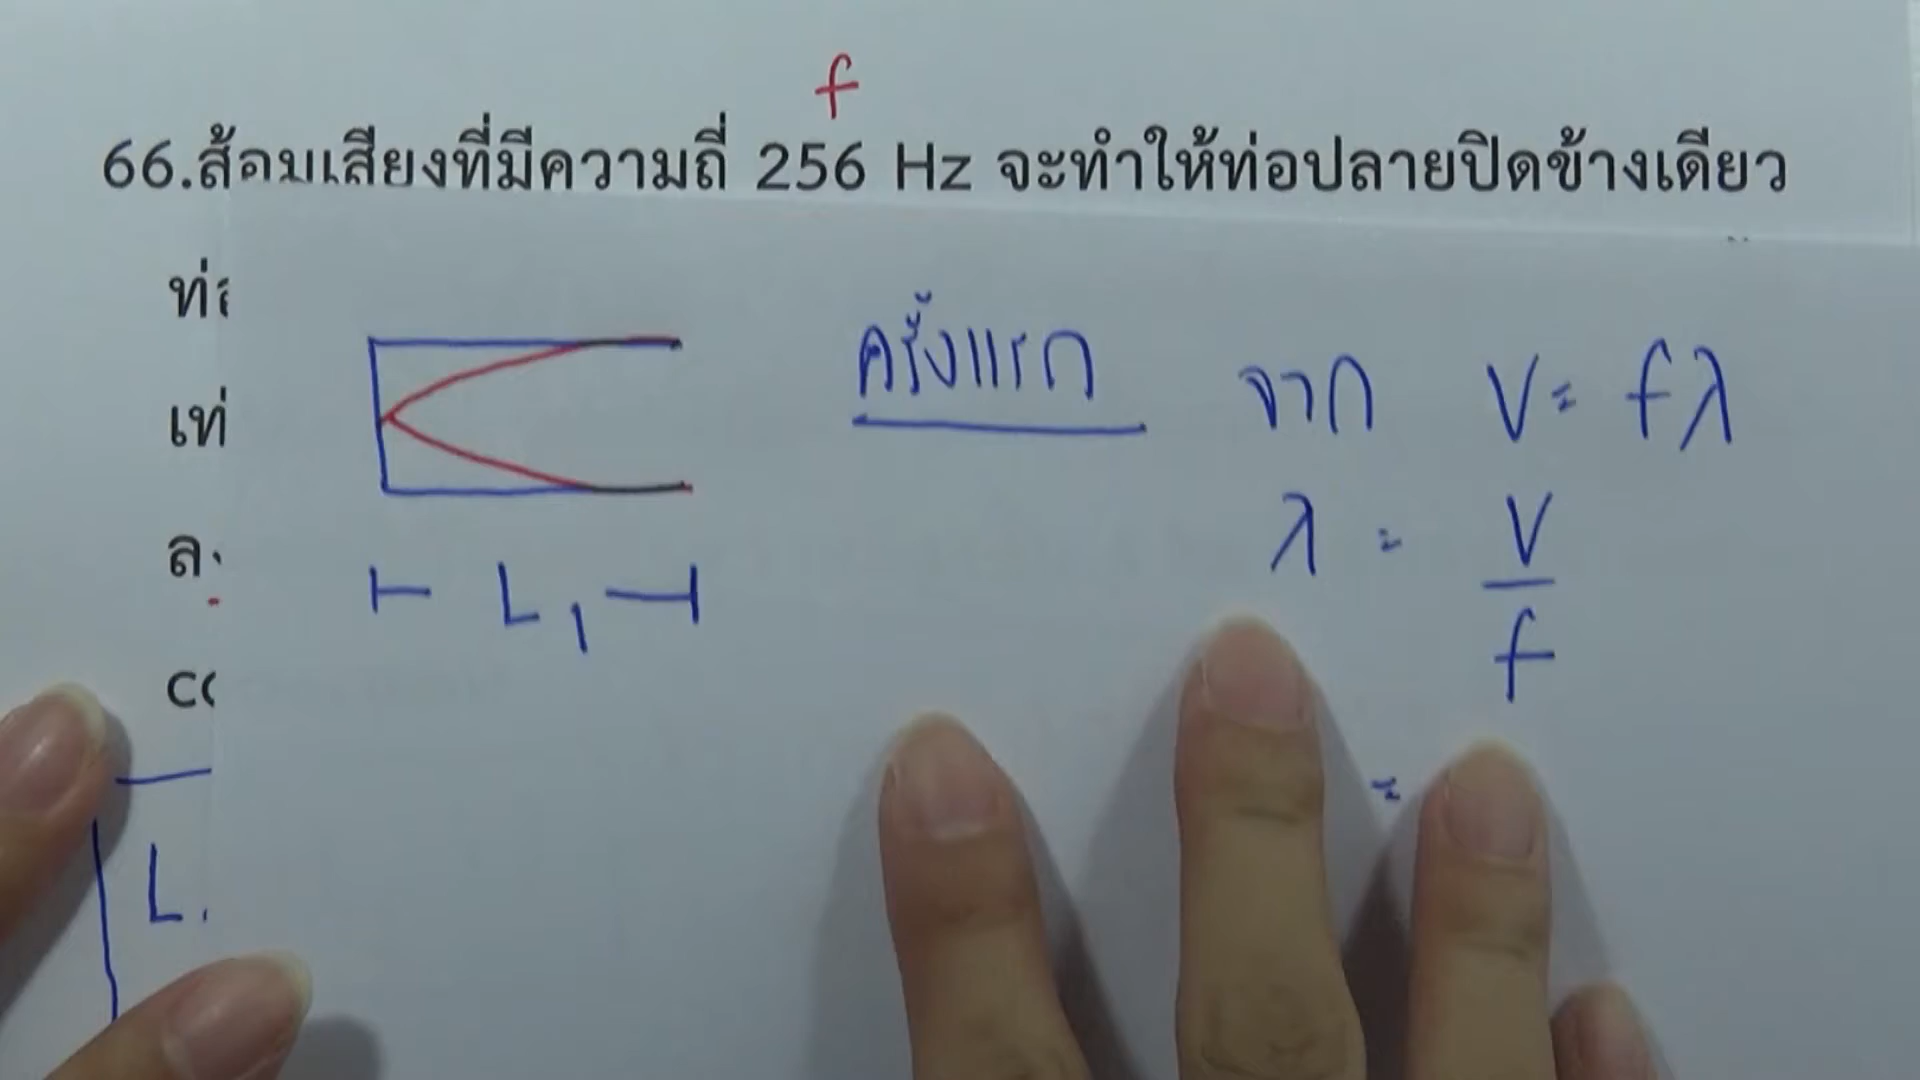 f
66.ส้อมเสียงที่มีความถี่ 256 Hz จะทำให้ท่อปลายปิดข้างเดียว
ครั้งแรก จาก V = fλ
เท่
λ = V/f
L1
=
L